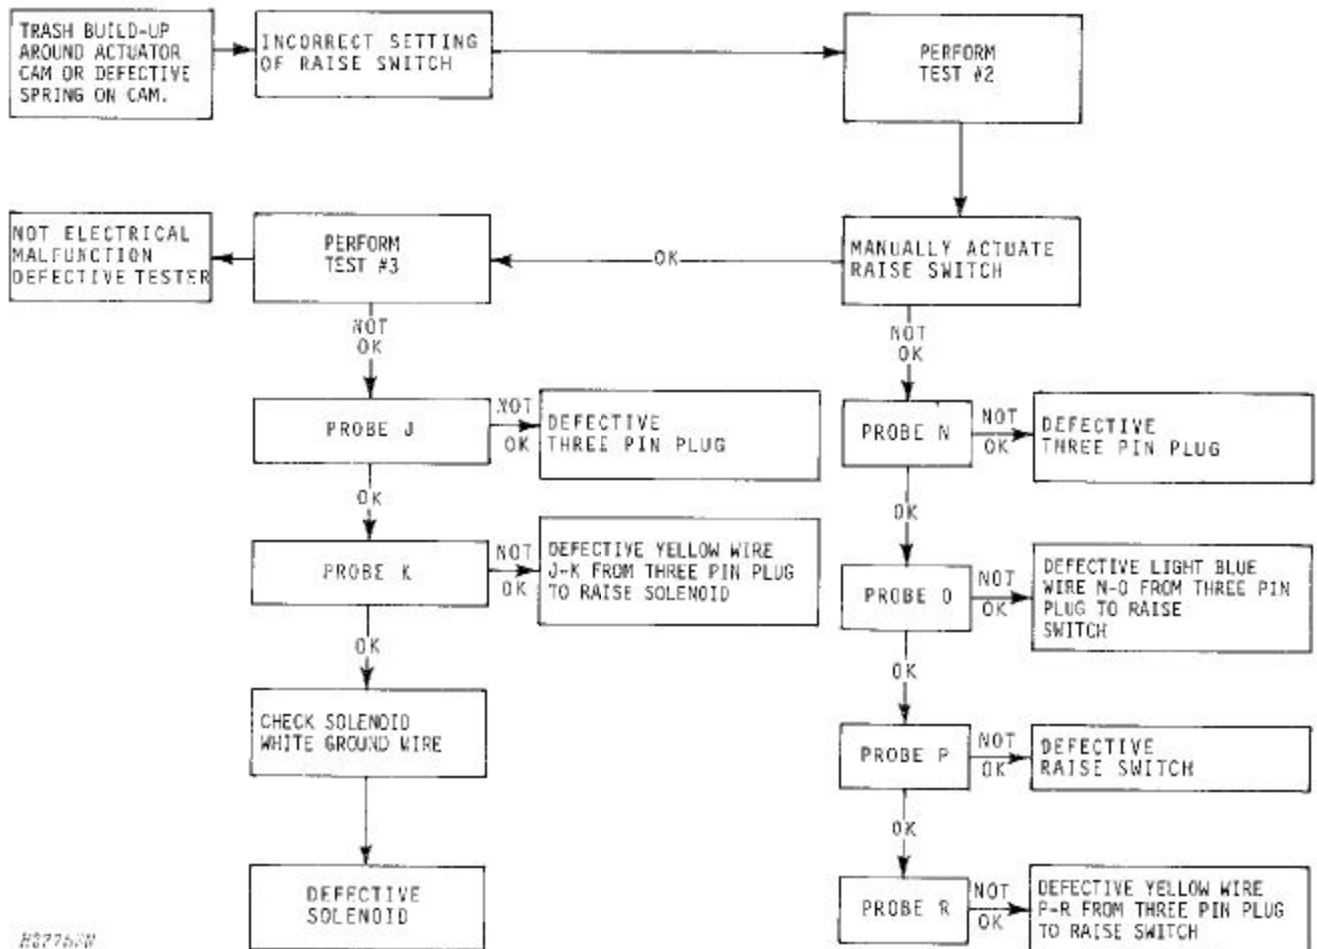 TRASH BUILD-UP
AROUND ACTUATOR
CAM OR DEFECTIVE
SPRING ON CAM.
INCORRECT SETTING
OF RAISE SWITCH
PERFORM
TEST #2
NOT ELECTRICAL
MALFUNCTION
DEFECTIVE TESTER
PERFORM
TEST #3
OK
MANUALLY ACTUATE
RAISE SWITCH
NOT
OK
PROBE J
NOT
OK
DEFECTIVE
THREE PIN PLUG
OK
PROBE K
NOT
OK
DEFECTIVE YELLOW WIRE
J-K FROM THREE PIN PLUG
TO RAISE SOLENOID
OK
CHECK SOLENOID
WHITE GROUND WIRE
DEFECTIVE
SOLENOID
NOT
OK
PROBE N
NOT
OK
DEFECTIVE
THREE PIN PLUG
OK
PROBE O
NOT
OK
DEFECTIVE LIGHT BLUE
WIRE N-O FROM THREE PIN
PLUG TO RAISE
SWITCH
OK
PROBE P
NOT
OK
DEFECTIVE
RAISE SWITCH
OK
PROBE R
NOT
OK
DEFECTIVE YELLOW WIRE
P-R FROM THREE PIN PLUG
TO RAISE SWITCH